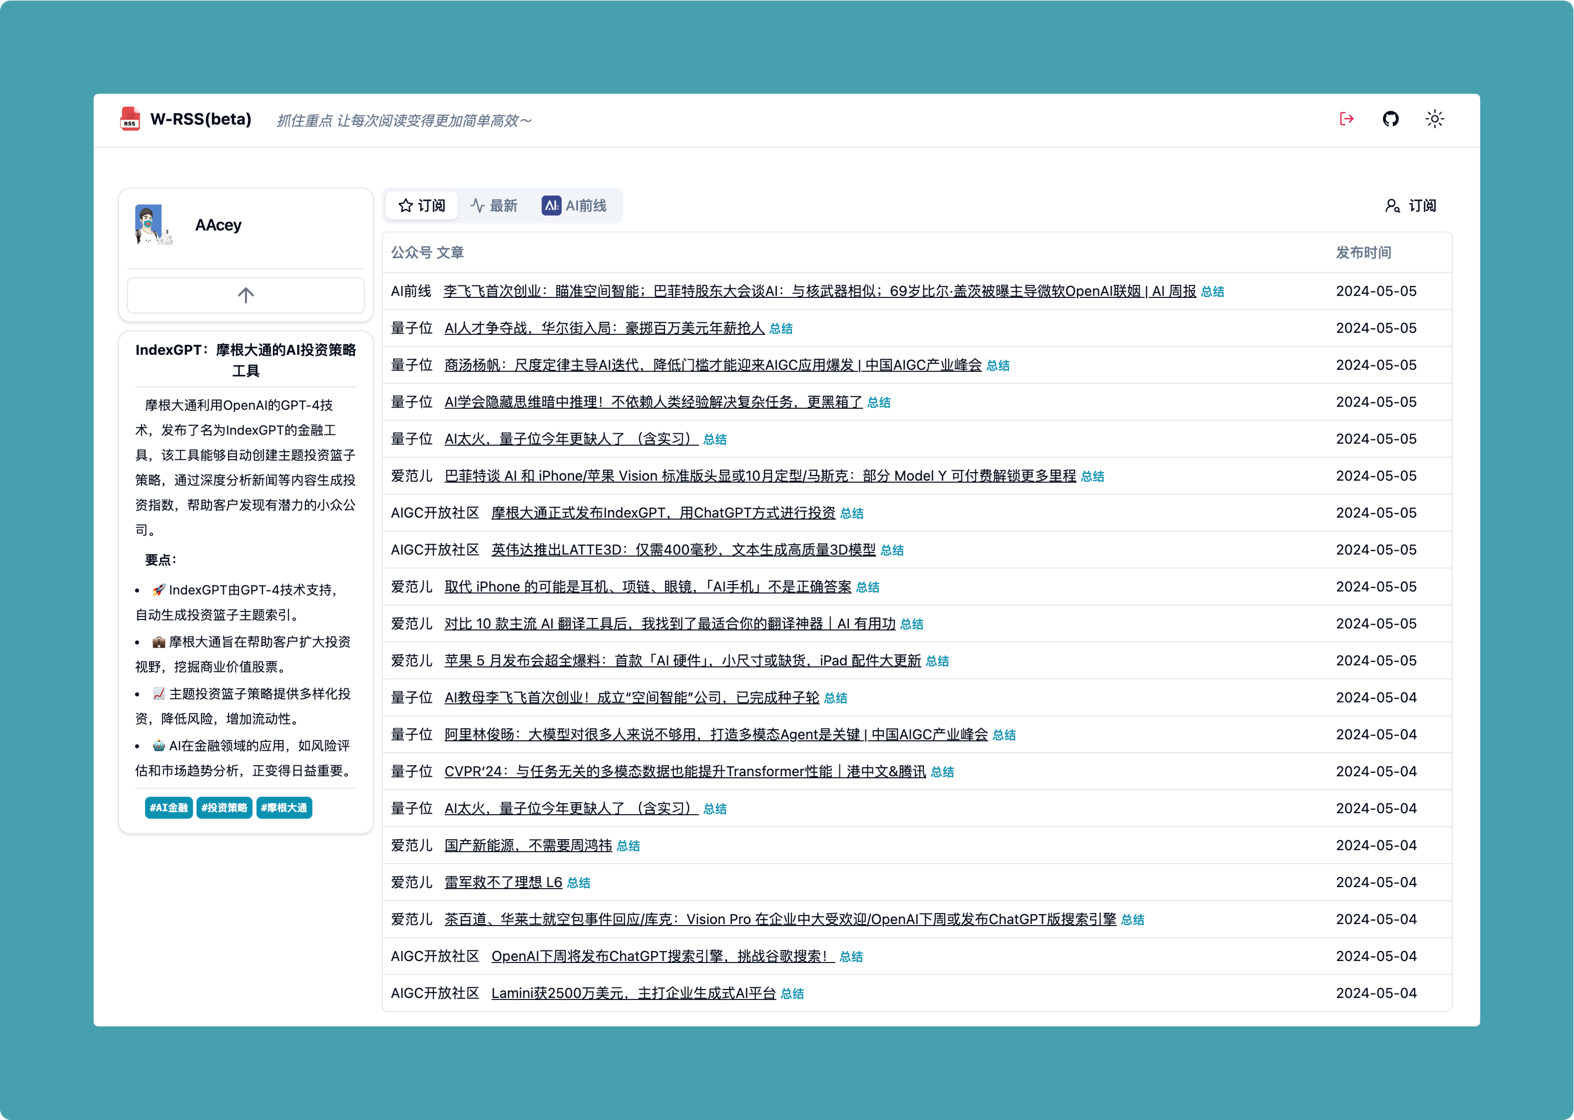 RSS
W-RSS(beta)
抓住重点 让每次阅读变得更加简单高效～
AAcey
IndexGPT：摩根大通的AI投资策略
工具
摩根大通利用OpenAI的GPT-4技
术，发布了名为IndexGPT的金融工
具，该工具能够自动创建主题投资篮子
策略，通过深度分析新闻等内容生成投
资指数，帮助客户发现有潜力的小众公
司。
要点：
• 🚀 IndexGPT由GPT-4技术支持，
自动生成投资篮子主题索引。
• 💼 摩根大通旨在帮助客户扩大投资
视野，挖掘商业价值股票。
• 📈 主题投资篮子策略提供多样化投
资，降低风险，增加流动性。
• 🤖 AI在金融领域的应用，如风险评
估和市场趋势分析，正变得日益重要。
#AI金融 #投资策略 #摩根大通
订阅 最新 AI AI前线
订阅
公众号 文章 发布时间
AI前线 李飞飞首次创业：瞄准空间智能；巴菲特股东大会谈AI：与核武器相似；69岁比尔·盖茨被曝主导微软OpenAI联姻 | AI 周报 总结 2024-05-05
量子位 AI人才争夺战，华尔街入局：豪掷百万美元年薪抢人 总结 2024-05-05
量子位 商汤杨帆：尺度定律主导AI迭代，降低门槛才能迎来AIGC应用爆发 | 中国AIGC产业峰会 总结 2024-05-05
量子位 AI学会隐藏思维暗中推理！不依赖人类经验解决复杂任务，更黑箱了 总结 2024-05-05
量子位 AI太火，量子位今年更缺人了 （含实习） 总结 2024-05-05
爱范儿 巴菲特谈 AI 和 iPhone/苹果 Vision 标准版头显或10月定型/马斯克：部分 Model Y 可付费解锁更多里程 总结 2024-05-05
AIGC开放社区 摩根大通正式发布IndexGPT，用ChatGPT方式进行投资 总结 2024-05-05
AIGC开放社区 英伟达推出LATTE3D：仅需400毫秒，文本生成高质量3D模型 总结 2024-05-05
爱范儿 取代 iPhone 的可能是耳机、项链、眼镜，「AI手机」不是正确答案 总结 2024-05-05
爱范儿 对比 10 款主流 AI 翻译工具后，我找到了最适合你的翻译神器｜AI 有用功 总结 2024-05-05
爱范儿 苹果 5 月发布会超全爆料：首款「AI 硬件」，小尺寸或缺货，iPad 配件大更新 总结 2024-05-05
量子位 AI教母李飞飞首次创业！成立“空间智能”公司，已完成种子轮 总结 2024-05-04
量子位 阿里林俊旸：大模型对很多人来说不够用，打造多模态Agent是关键 | 中国AIGC产业峰会 总结 2024-05-04
量子位 CVPR‘24：与任务无关的多模态数据也能提升Transformer性能｜港中文&腾讯 总结 2024-05-04
量子位 AI太火，量子位今年更缺人了 （含实习） 总结 2024-05-04
爱范儿 国产新能源，不需要周鸿祎 总结 2024-05-04
爱范儿 雷军救不了理想 L6 总结 2024-05-04
爱范儿 茶百道、华莱士就空包事件回应/库克：Vision Pro 在企业中大受欢迎/OpenAI下周或发布ChatGPT版搜索引擎 总结 2024-05-04
AIGC开放社区 OpenAI下周将发布ChatGPT搜索引擎，挑战谷歌搜索！ 总结 2024-05-04
AIGC开放社区 Lamini获2500万美元，主打企业生成式AI平台 总结 2024-05-04